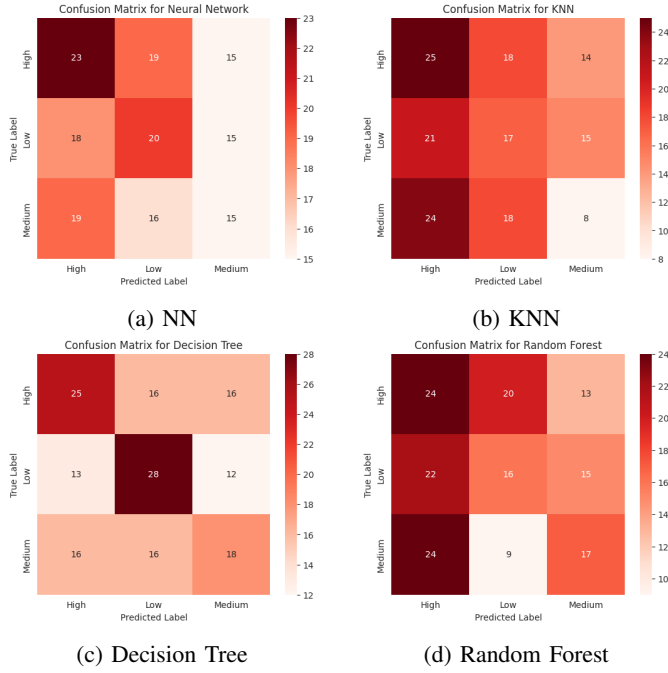 Confusion Matrix for Neural Network
True Label
High
Low
Medium
23 19 15
18 20 15
19 16 15
High Low Medium
Predicted Label
23
22
21
20
19
18
17
16
15
(a) NN
Confusion Matrix for KNN
True Label
High
Low
Medium
25 18 14
21 17 15
24 18 8
High Low Medium
Predicted Label
24
22
20
18
16
14
12
10
8
(b) KNN
Confusion Matrix for Decision Tree
True Label
High
Low
Medium
25 16 16
13 28 12
16 16 18
High Low Medium
Predicted Label
28
26
24
22
20
18
16
14
12
(c) Decision Tree
Confusion Matrix for Random Forest
True Label
High
Low
Medium
24 20 13
22 16 15
24 9 17
High Low Medium
Predicted Label
24
22
20
18
16
14
12
10
(d) Random Forest